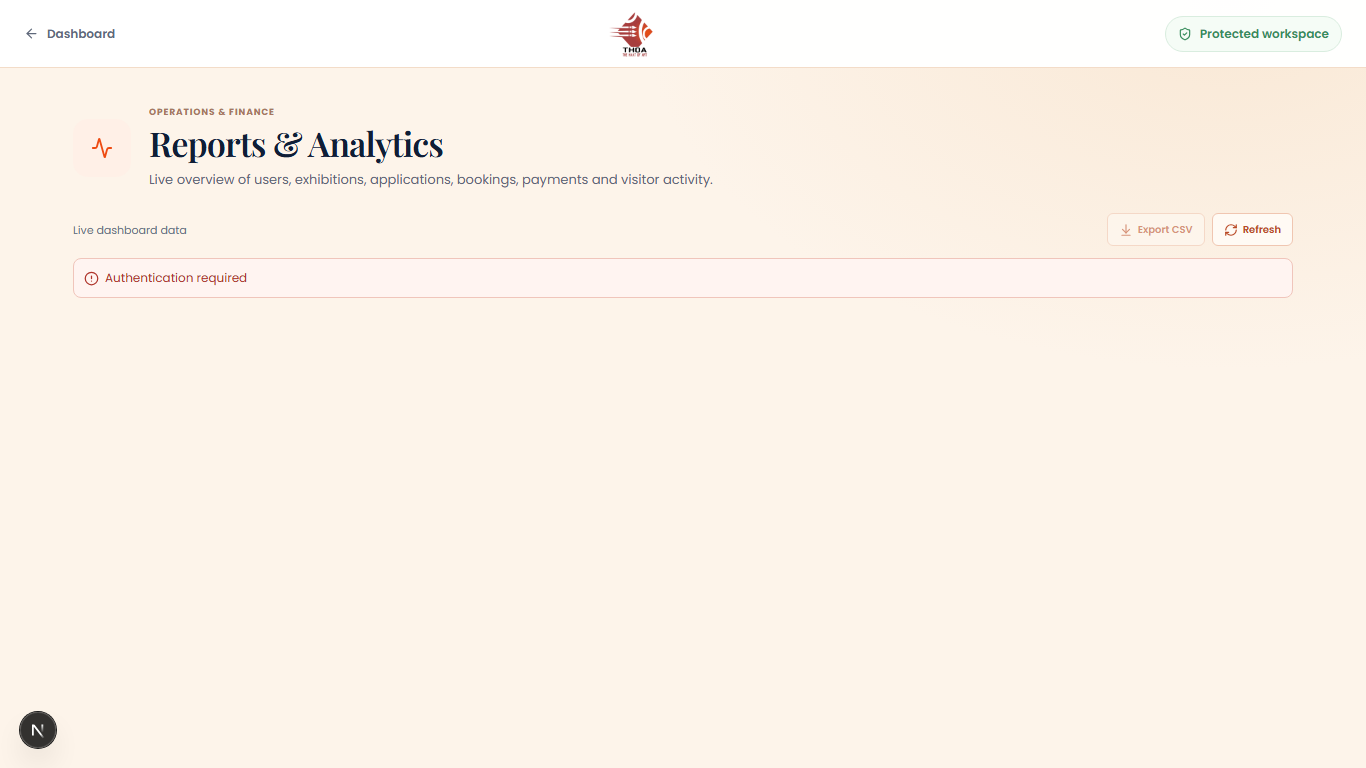 Dashboard
THOA
Protected workspace
OPERATIONS & FINANCE
Reports & Analytics
Live overview of users, exhibitions, applications, bookings, payments and visitor activity.
Live dashboard data
Export CSV
Refresh
Authentication required
N